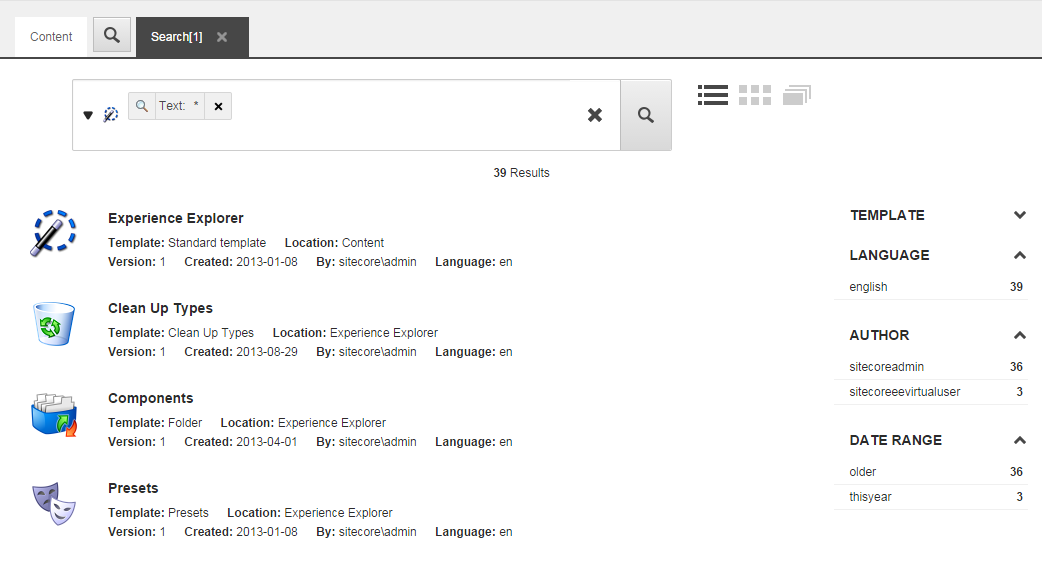 Content
Search[1]
Text: *
39 Results
Experience Explorer
Template: Standard template Location: Content
Version: 1 Created: 2013-01-08 By: sitecore\admin Language: en
Clean Up Types
Template: Clean Up Types Location: Experience Explorer
Version: 1 Created: 2013-08-29 By: sitecore\admin Language: en
Components
Template: Folder Location: Experience Explorer
Version: 1 Created: 2013-04-01 By: sitecore\admin Language: en
Presets
Template: Presets Location: Experience Explorer
Version: 1 Created: 2013-01-08 By: sitecore\admin Language: en
TEMPLATE
LANGUAGE
english 39
AUTHOR
sitecoreadmin 36
sitecoreeevirtualuser 3
DATE RANGE
older 36
thisyear 3